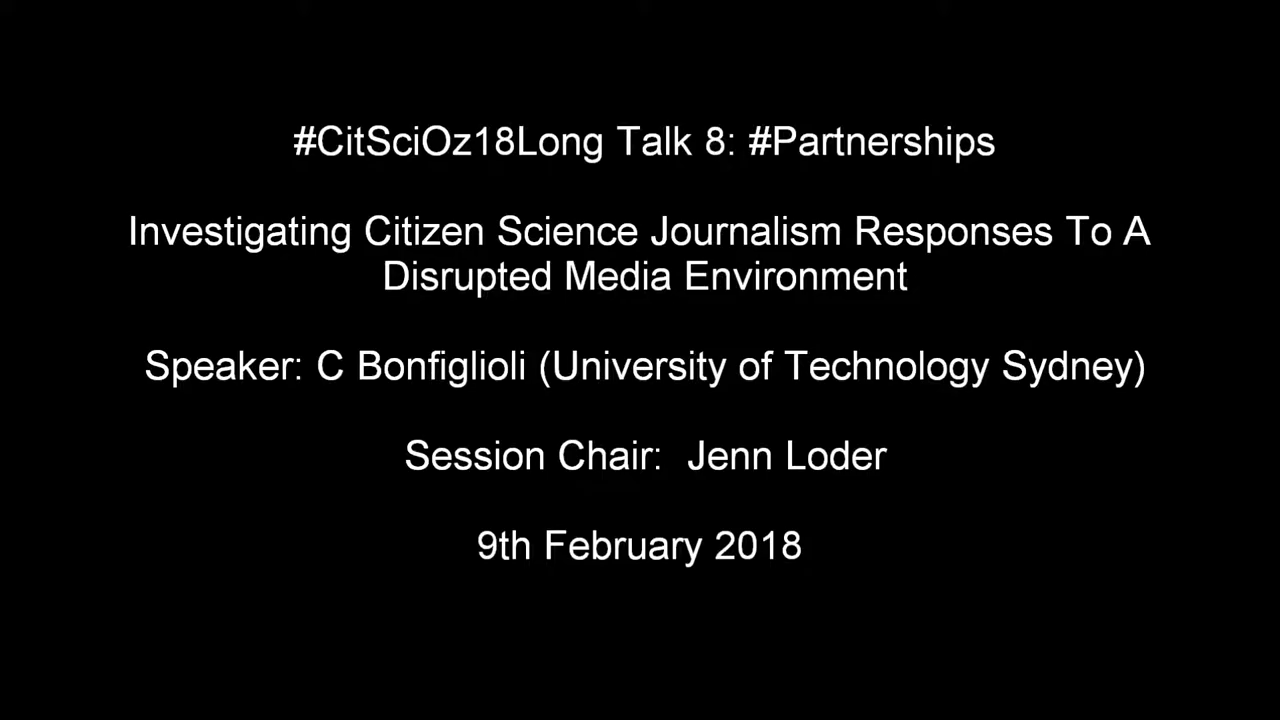 #CitSciOz18Long Talk 8: #Partnerships
Investigating Citizen Science Journalism Responses To A
Disrupted Media Environment
Speaker: C Bonfiglioli (University of Technology Sydney)
Session Chair:  Jenn Loder
9th February 2018